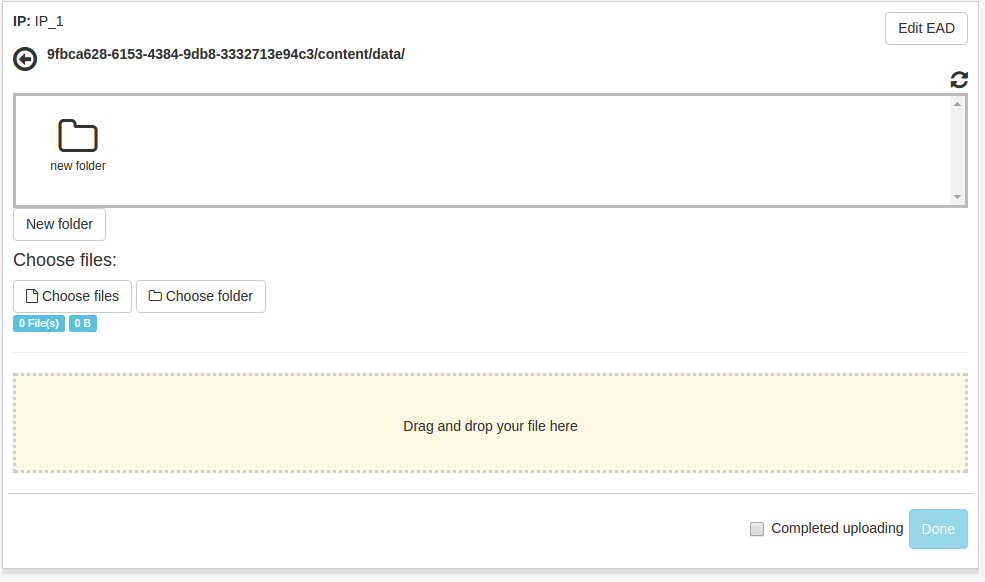 IP: IP_1
Edit EAD
9fbca628-6153-4384-9db8-3332713e94c3/content/data/
new folder
New folder
Choose files:
Choose files Choose folder
0 File(s) 0 B
Drag and drop your file here
Completed uploading Done